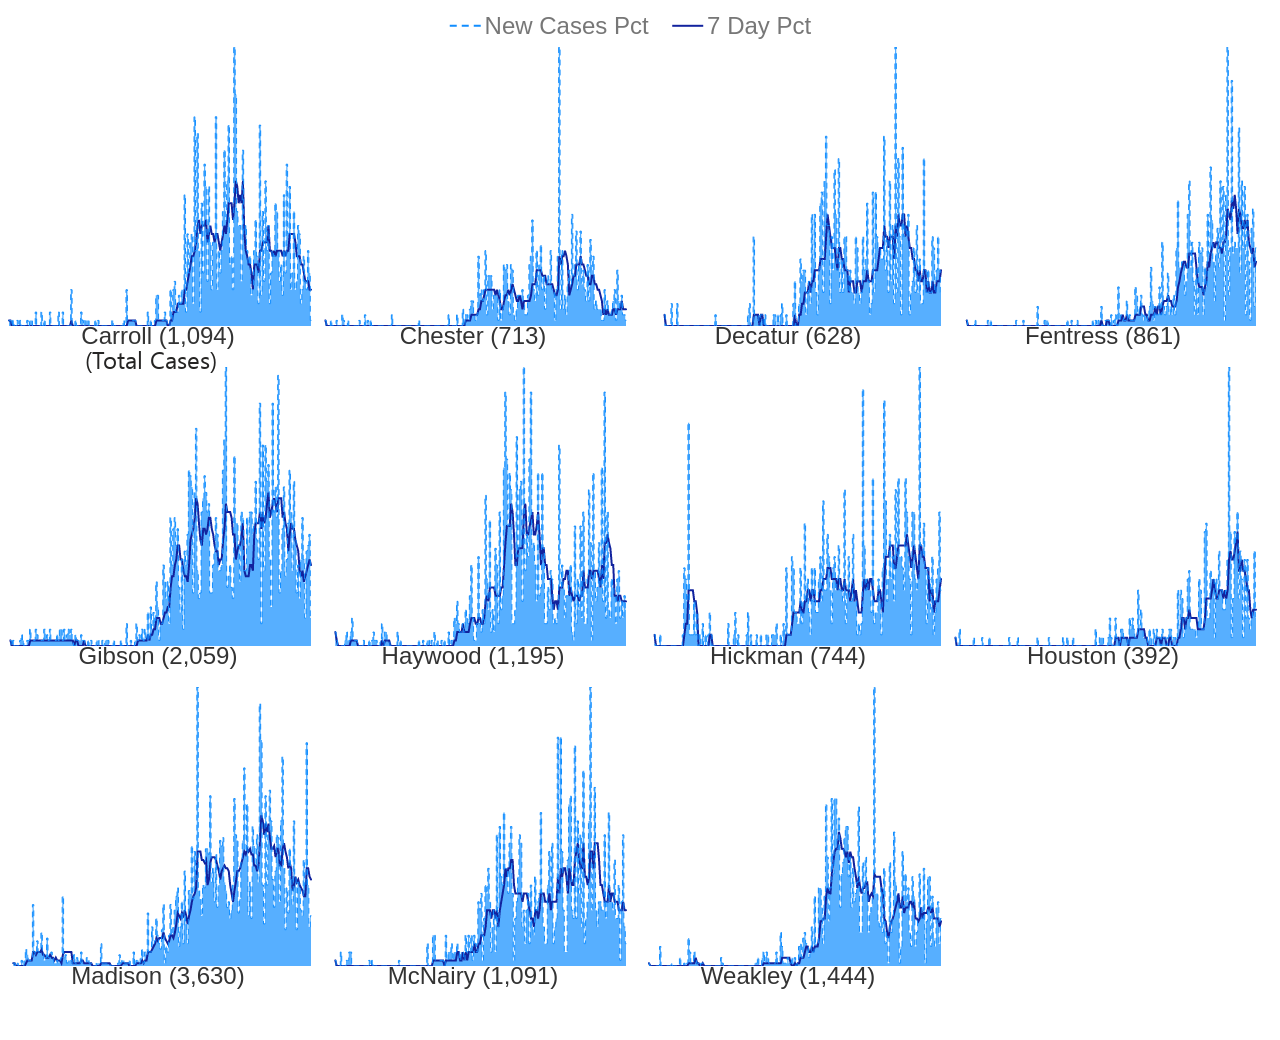 New Cases Pct 7 Day Pct
Carroll (1,094) Chester (713) Decatur (628) Fentress (861)
(Total Cases)
Gibson (2,059) Haywood (1,195) Hickman (744) Houston (392)
Madison (3,630) McNairy (1,091) Weakley (1,444)